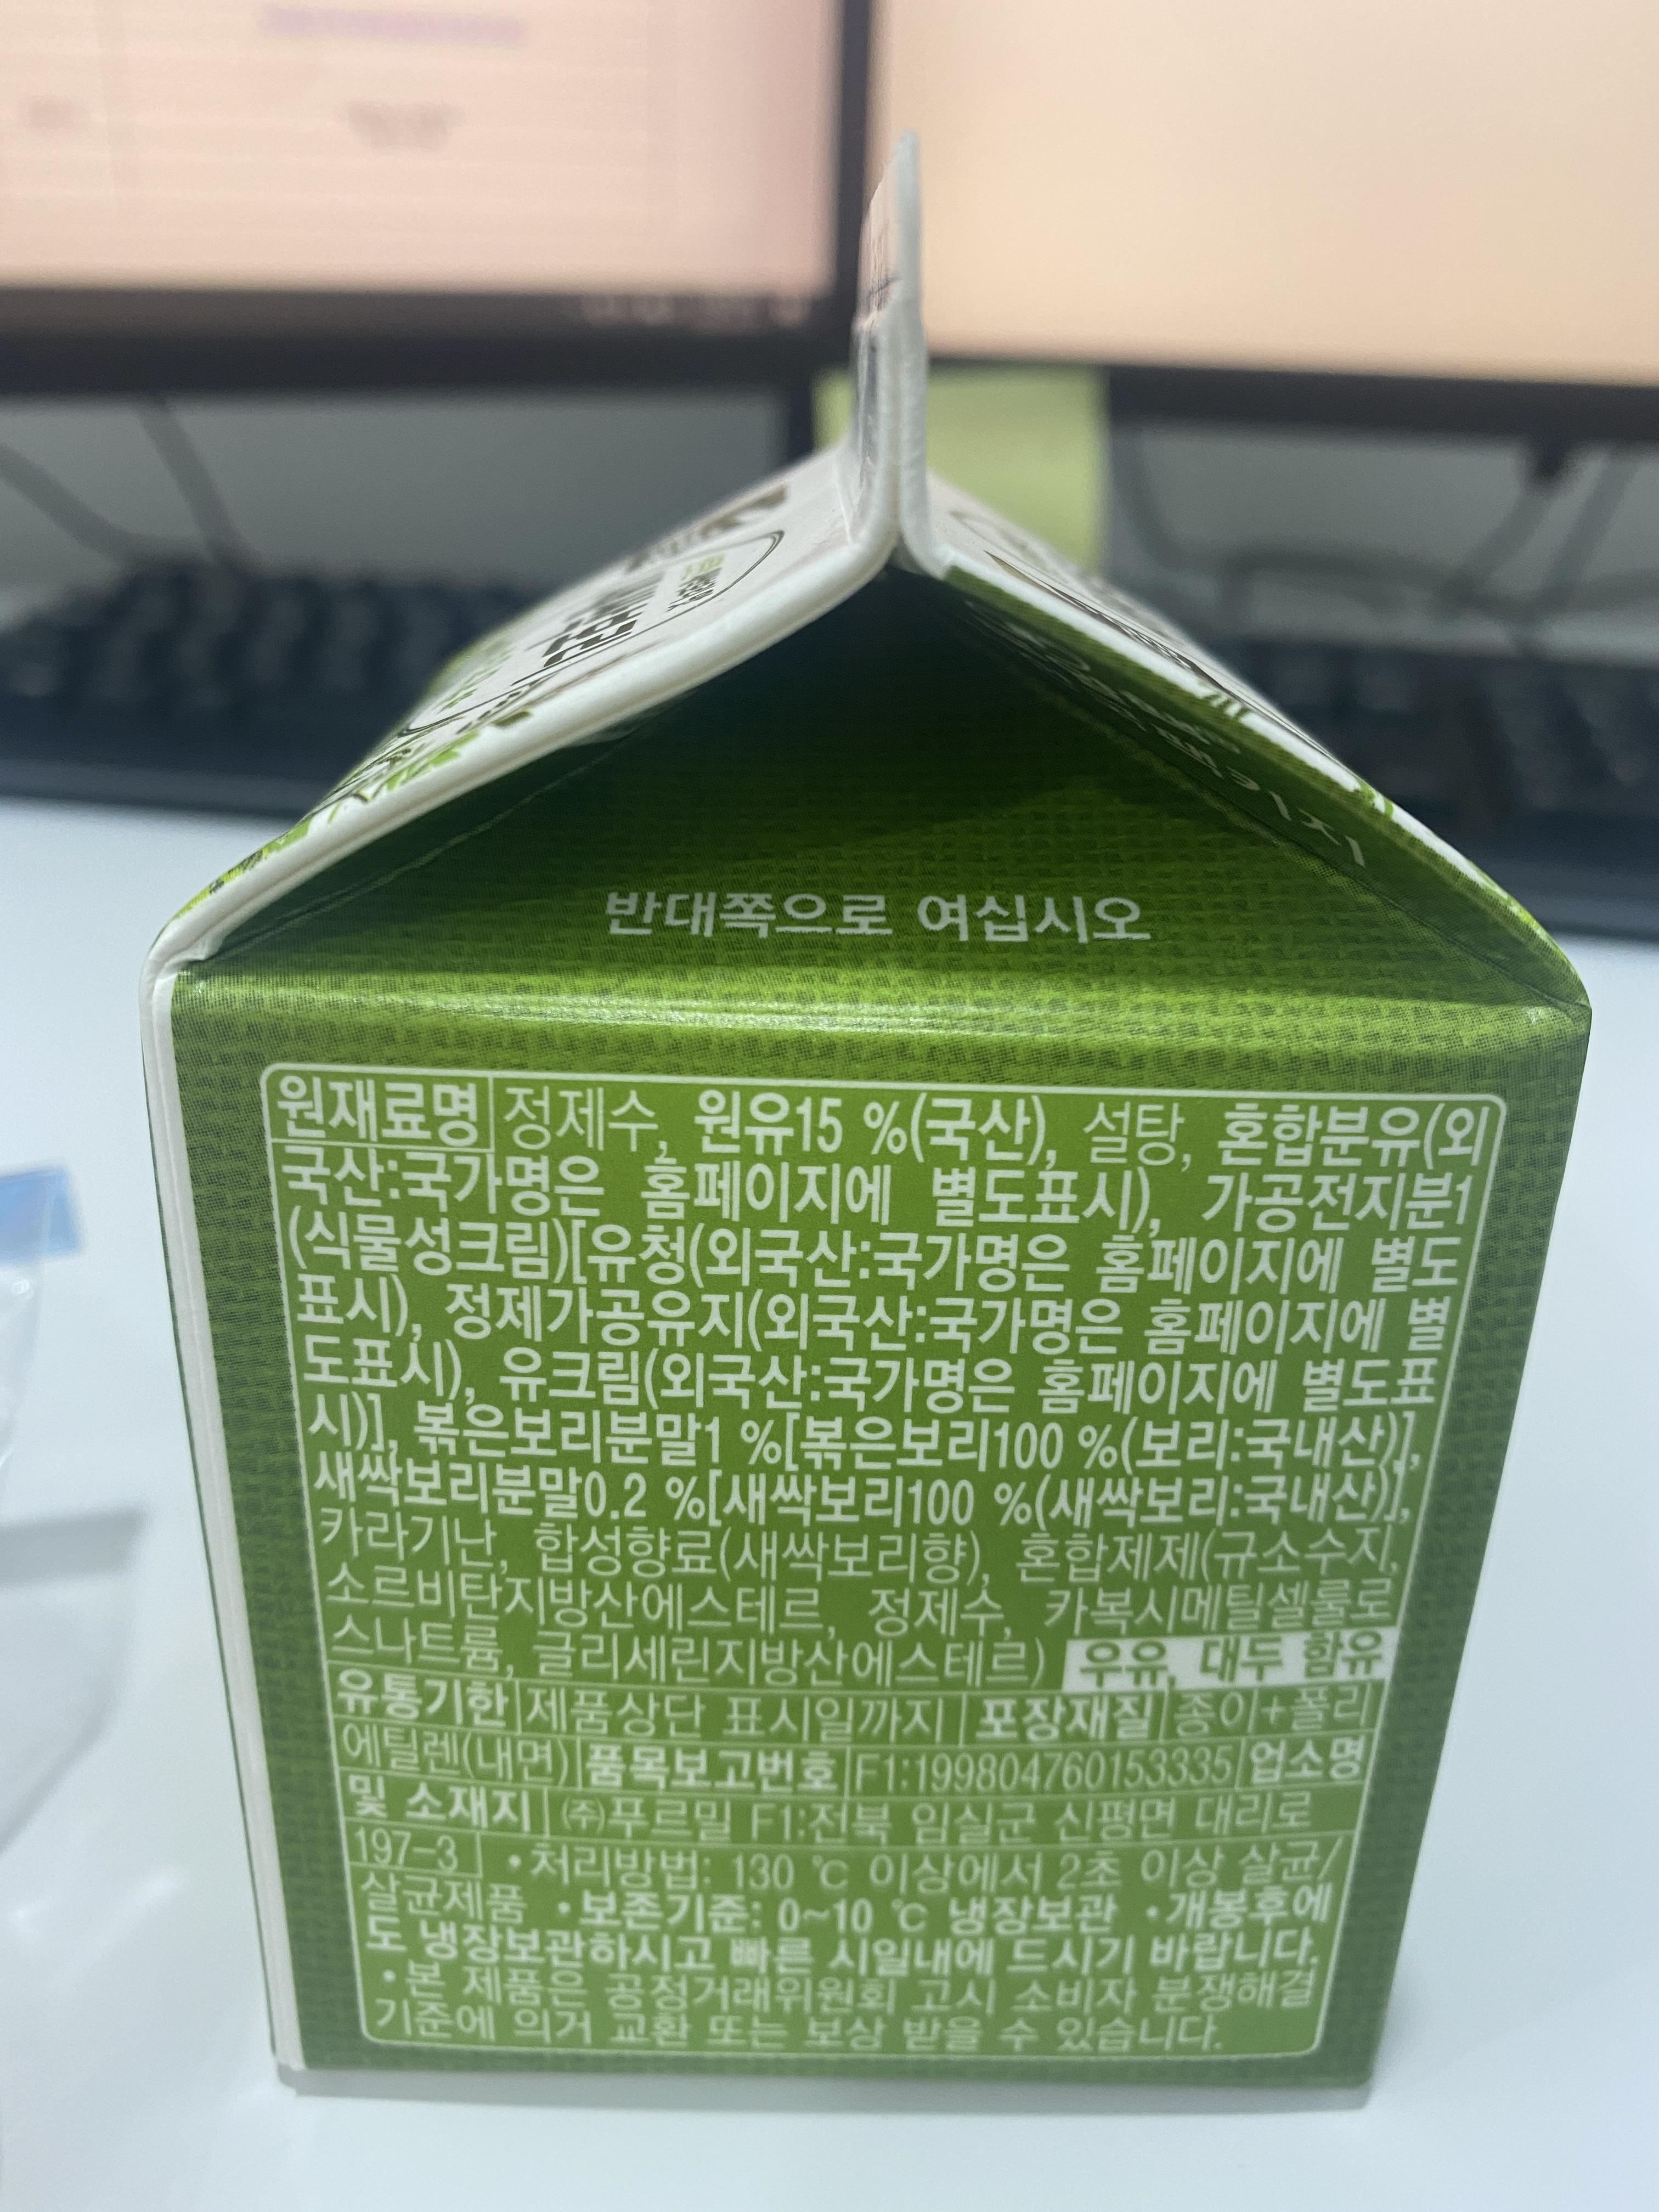 반대쪽으로 여십시오
원재료명 정제수, 원유15 %(국산), 설탕, 혼합분유(외
국산:국가명은 홈페이지에 별도표시), 가공전지분1
(식물성크림)[유청(외국산:국가명은 홈페이지에 별도
표시), 정제가공유지(외국산:국가명은 홈페이지에 별
도표시), 유크림(외국산:국가명은 홈페이지에 별도표
시)], 볶은보리분말1 %[볶은보리100 %(보리:국내산)],
새싹보리분말0.2 %[새싹보리100 %(새싹보리:국내산)],
카라기난, 합성향료(새싹보리향), 혼합제제(규소수지,
소르비탄지방산에스테르, 정제수, 카복시메틸셀룰로
스나트륨, 글리세린지방산에스테르) 우유, 대두 함유
유통기한 제품상단 표시일까지 포장재질 종이+폴리
에틸렌(내면) 품목보고번호 F1:199804760153335 업소명
및 소재지 ㈜푸르밀 F1:전북 임실군 신평면 대리로
197-3 •처리방법: 130 ℃ 이상에서 2초 이상 살균/
살균제품 •보존기준: 0~10 ℃ 냉장보관 •개봉후에
도 냉장보관하시고 빠른 시일내에 드시기 바랍니다.
•본 제품은 공정거래위원회 고시 소비자 분쟁해결
기준에 의거 교환 또는 보상 받을 수 있습니다.